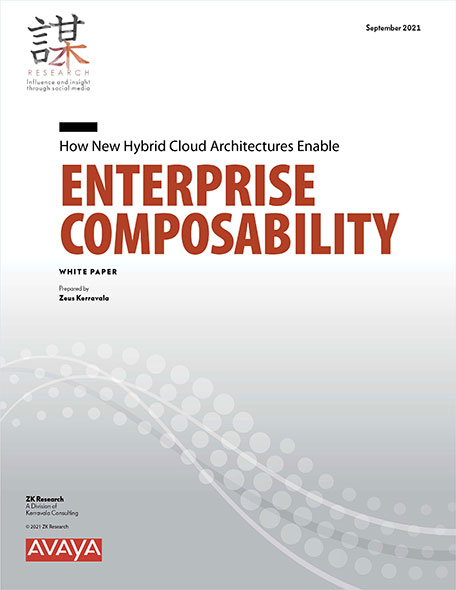 謀
RESEARCH
Influence and insight
through social media
September 2021
How New Hybrid Cloud Architectures Enable
ENTERPRISE
COMPOSABILITY
WHITE PAPER
Prepared by
Zeus Kerravala
ZK Research
A Division of
Kerravala Consulting
© 2021 ZK Research
AVAYA